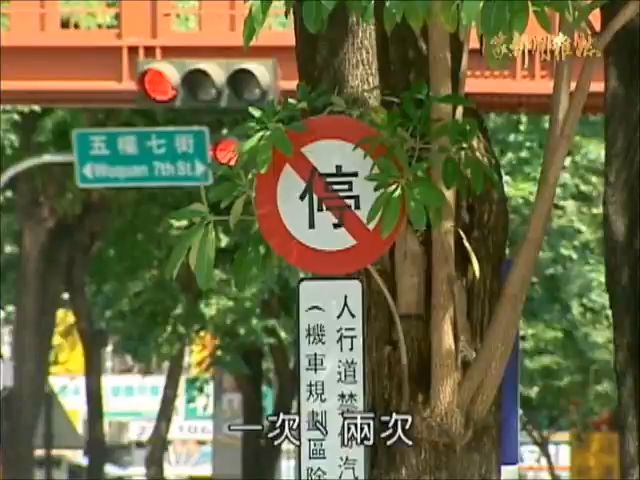 五權七街
Wuquan 7th St.
停
人行道禁 汽
（機車規劃區除
一次、兩次